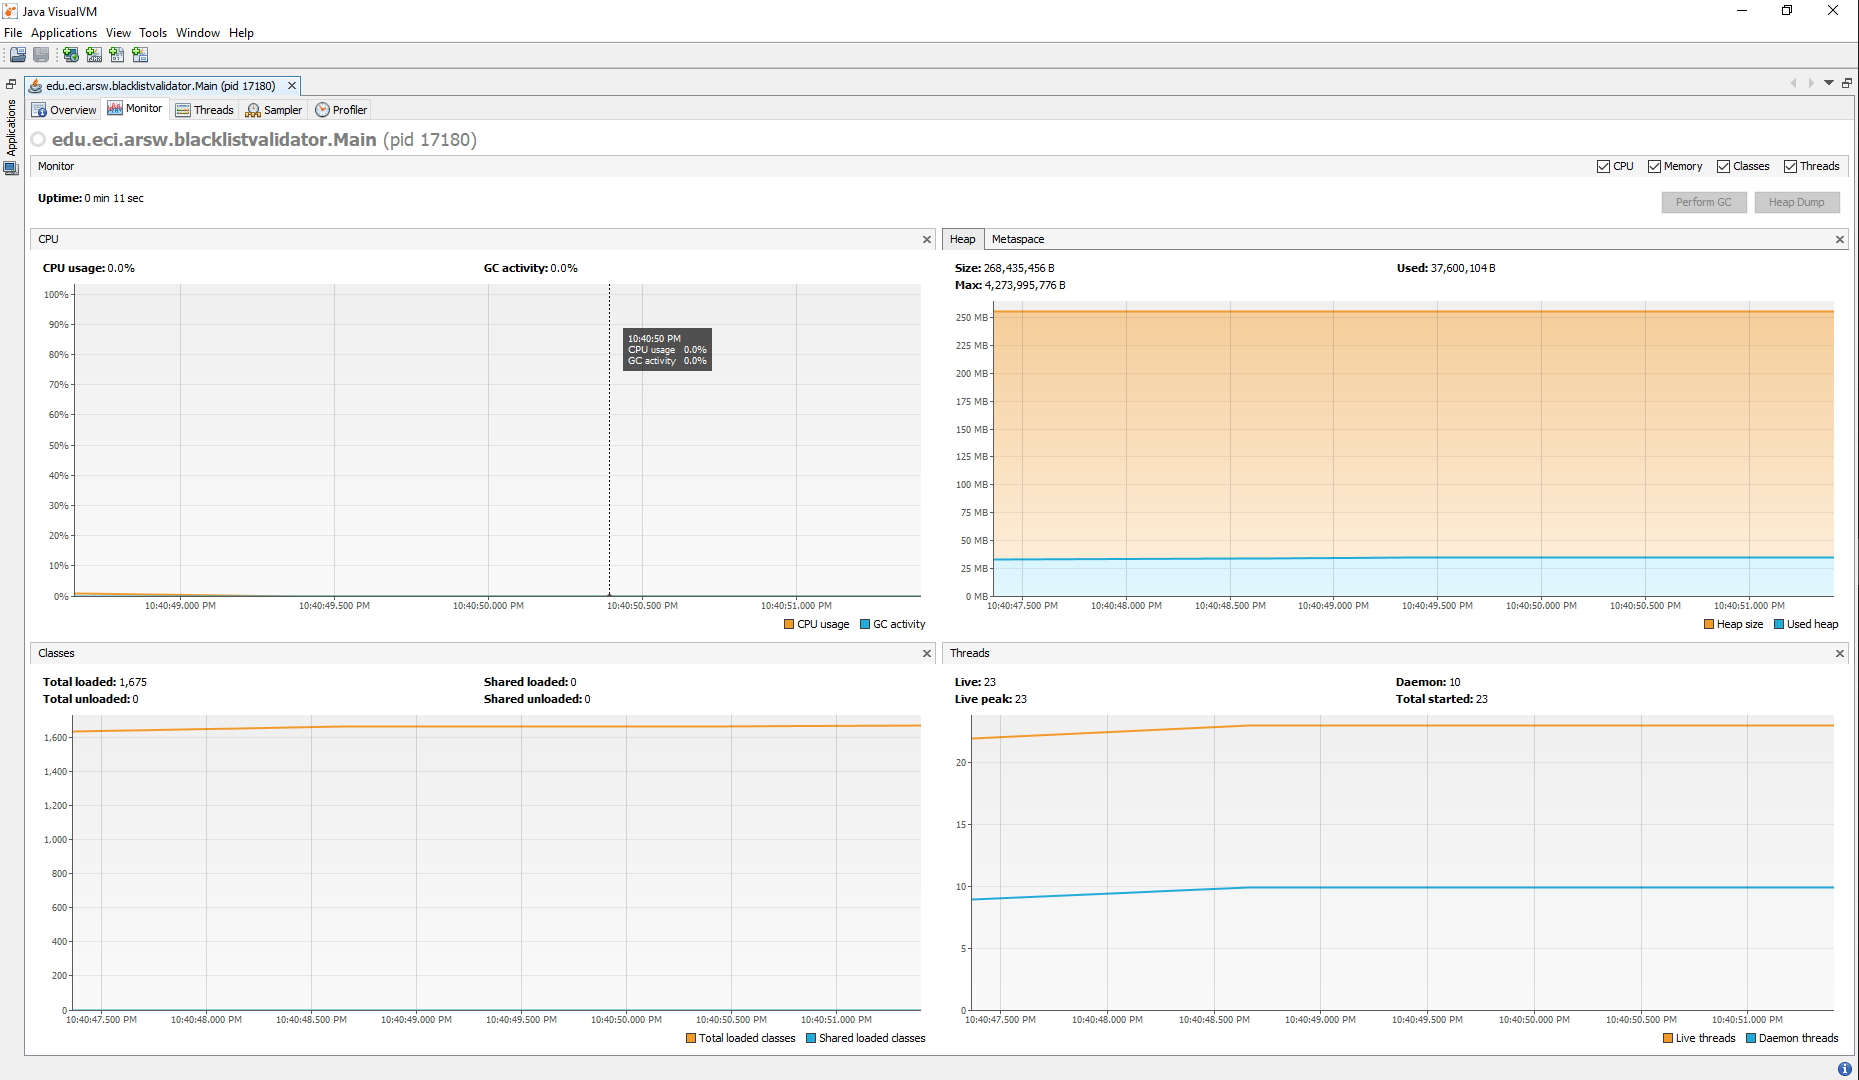 Java VisualVM
File Applications View Tools Window Help
edu.eci.arsw.blacklistvalidator.Main (pid 17180)
Applications
Overview Monitor Threads Sampler Profiler
edu.eci.arsw.blacklistvalidator.Main (pid 17180)
Monitor
CPU Memory Classes Threads
Uptime: 0 min 11 sec
Perform GC Heap Dump
CPU
CPU usage: 0.0% GC activity: 0.0%
100%
90%
80%
70%
60%
50%
40%
30%
20%
10%
0%
10:40:50 PM
CPU usage 0.0%
GC activity 0.0%
10:40:49.000 PM 10:40:49.500 PM 10:40:50.000 PM 10:40:50.500 PM 10:40:51.000 PM
CPU usage GC activity
Heap Metaspace
Size: 268,435,456 B Used: 37,600,104 B
Max: 4,273,995,776 B
250 MB
225 MB
200 MB
175 MB
150 MB
125 MB
100 MB
75 MB
50 MB
25 MB
0 MB
10:40:47.500 PM 10:40:48.000 PM 10:40:48.500 PM 10:40:49.000 PM 10:40:49.500 PM 10:40:50.000 PM 10:40:50.500 PM 10:40:51.000 PM
Heap size Used heap
Classes
Total loaded: 1,675 Shared loaded: 0
Total unloaded: 0 Shared unloaded: 0
1,600
1,400
1,200
1,000
800
600
400
200
0
10:40:47.500 PM 10:40:48.000 PM 10:40:48.500 PM 10:40:49.000 PM 10:40:49.500 PM 10:40:50.000 PM 10:40:50.500 PM 10:40:51.000 PM
Total loaded classes Shared loaded classes
Threads
Live: 23 Daemon: 10
Live peak: 23 Total started: 23
20
15
10
5
0
10:40:47.500 PM 10:40:48.000 PM 10:40:48.500 PM 10:40:49.000 PM 10:40:49.500 PM 10:40:50.000 PM 10:40:50.500 PM 10:40:51.000 PM
Live threads Daemon threads